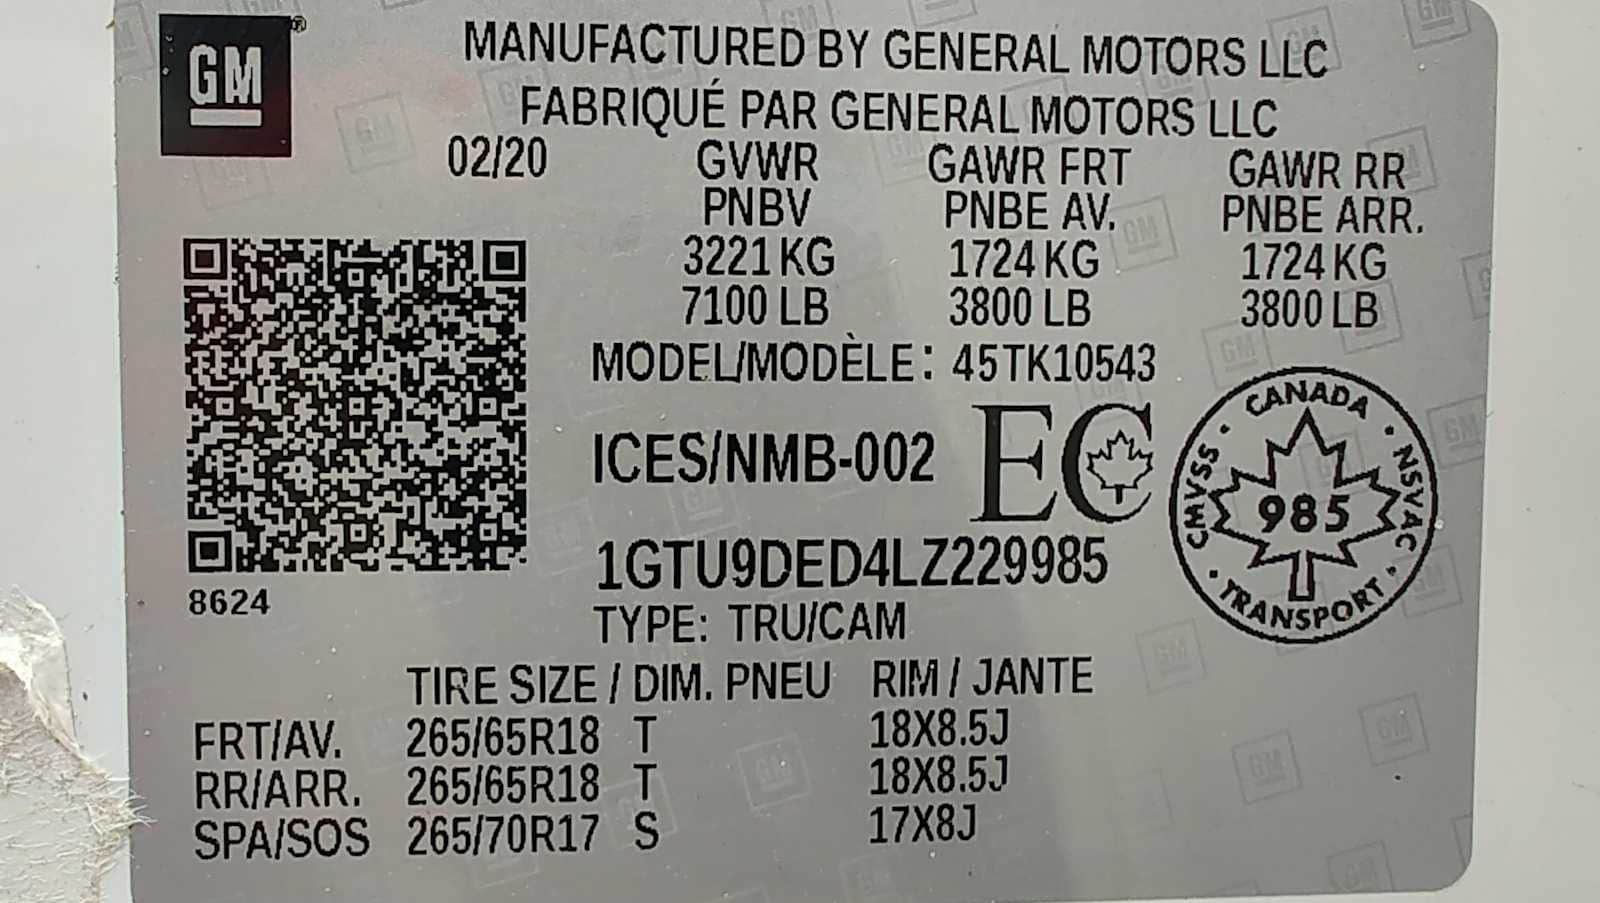 GM®
MANUFACTURED BY GENERAL MOTORS LLC
FABRIQUÉ PAR GENERAL MOTORS LLC
02/20 GVWR GAWR FRT GAWR RR
PNBV PNBE AV. PNBE ARR.
3221 KG 1724 KG 1724 KG
7100 LB 3800 LB 3800 LB
MODEL/MODÈLE: 45TK10543
ICES/NMB-002 EC
CANADA · NSVAC · TRANSPORT · CMVSS ·
985
1GTU9DED4LZ229985
8624
TYPE: TRU/CAM
TIRE SIZE / DIM. PNEU RIM / JANTE
FRT/AV. 265/65R18 T 18X8.5J
RR/ARR. 265/65R18 T 18X8.5J
SPA/SOS 265/70R17 S 17X8J